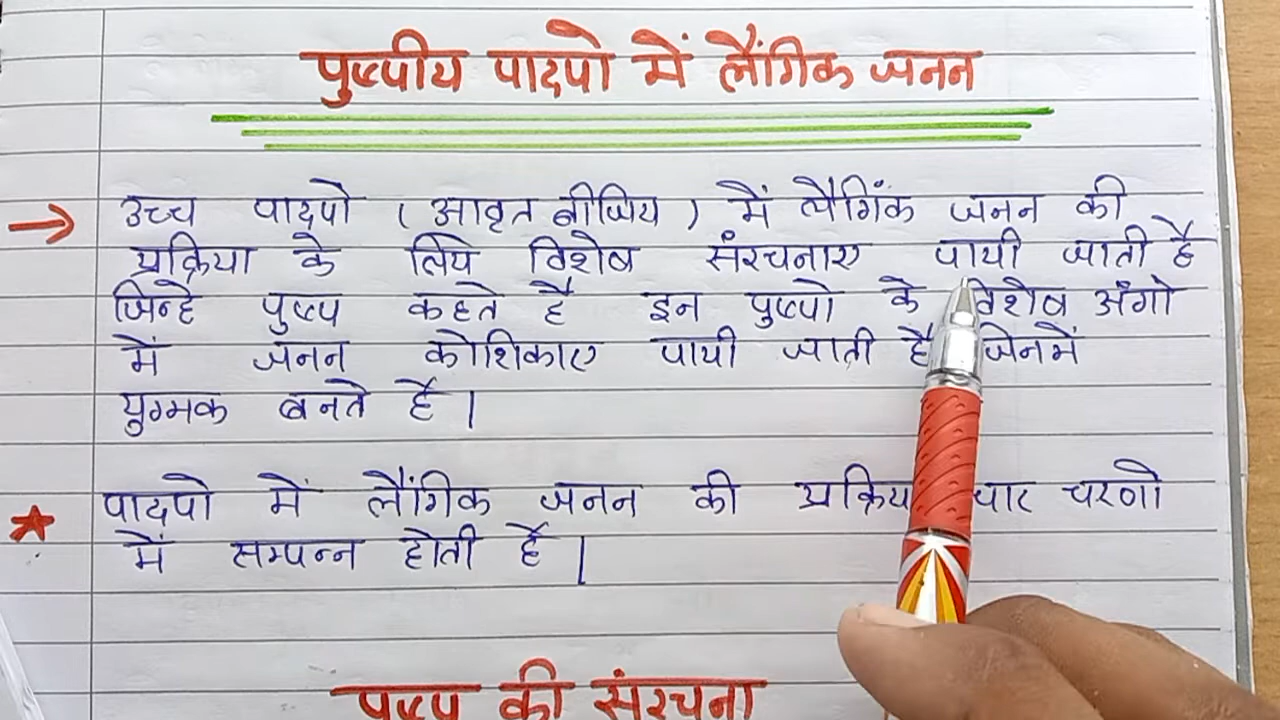 पुष्पीय पादपो में लैंगिक जनन
उच्च पादपो ( आवृत बीजिय ) में लैगिंक जनन की
प्रक्रिया के लिये विशेष संरचनाए पायी जाती है
जिन्हे पुष्प कहते है इन पुष्पो के विशेष अंगो
में जनन कोशिकाए पायी जाती है जिनमें
युग्मक बनते है ।
पादपो में लैंगिक जनन की प्रक्रिया चार चरणो
में सम्पन्न होती है ।
पुष्प की संरचना